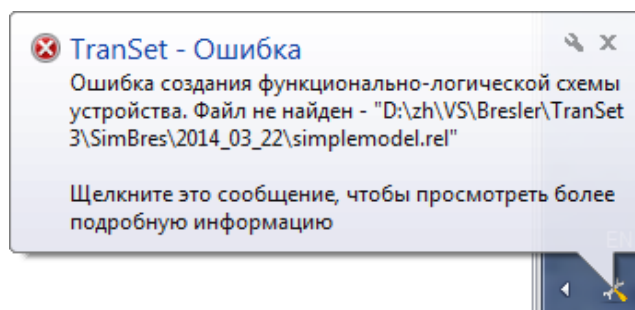 TranSet - Ошибка
Ошибка создания функционально-логической схемы
устройства. Файл не найден - "D:\zh\VS\Bresler\TranSet
3\SimBres\2014_03_22\simplemodel.rel"
Щелкните это сообщение, чтобы просмотреть более
подробную информацию
EN